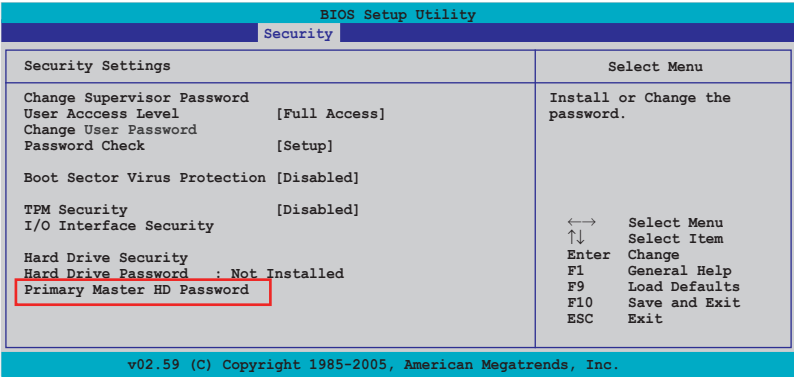 BIOS Setup Utility
Security
Security Settings
Change Supervisor Password
User Acccess Level [Full Access]
Change User Password
Password Check [Setup]
Boot Sector Virus Protection [Disabled]
TPM Security [Disabled]
I/O Interface Security
Hard Drive Security
Hard Drive Password : Not Installed
Primary Master HD Password
Select Menu
Install or Change the
password.
←→ Select Menu
↑↓ Select Item
Enter Change
F1 General Help
F9 Load Defaults
F10 Save and Exit
ESC Exit
v02.59 (C) Copyright 1985-2005, American Megatrends, Inc.